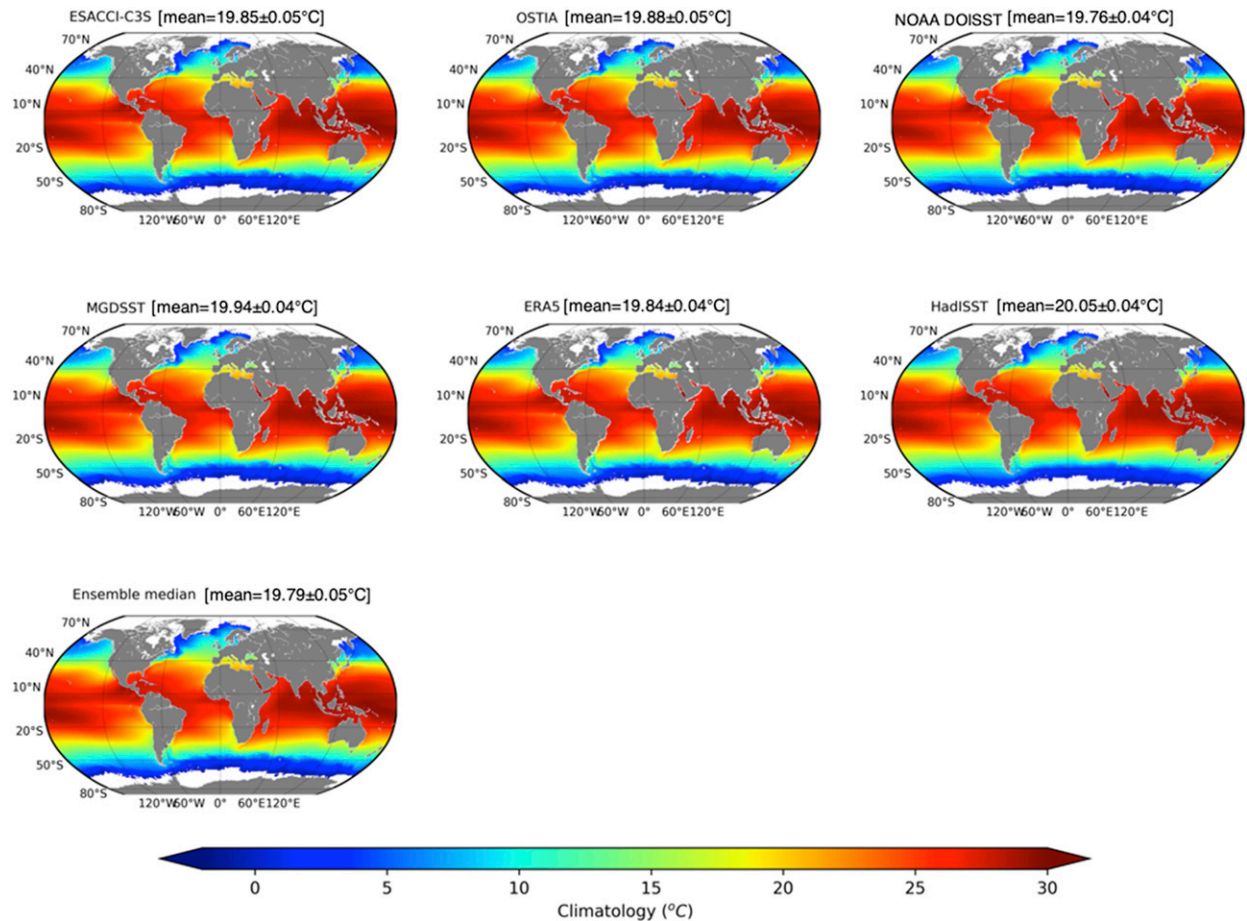 ESACCI-C3S [mean=19.85±0.05°C]
OSTIA [mean=19.88±0.05°C]
NOAA DOISST [mean=19.76±0.04°C]
70°N
40°N
10°N
20°S
50°S
80°S
120°W60°W 0° 60°E120°E
70°N
40°N
10°N
20°S
50°S
80°S
120°W60°W 0° 60°E120°E
70°N
40°N
10°N
20°S
50°S
80°S
120°W60°W 0° 60°E120°E
MGDSST [mean=19.94±0.04°C]
ERA5 [mean=19.84±0.04°C]
HadISST [mean=20.05±0.04°C]
70°N
40°N
10°N
20°S
50°S
80°S
120°W60°W 0° 60°E120°E
70°N
40°N
10°N
20°S
50°S
80°S
120°W60°W 0° 60°E120°E
70°N
40°N
10°N
20°S
50°S
80°S
120°W60°W 0° 60°E120°E
Ensemble median [mean=19.79±0.05°C]
70°N
40°N
10°N
20°S
50°S
80°S
120°W60°W 0° 60°E120°E
0 5 10 15 20 25 30
Climatology (°C)